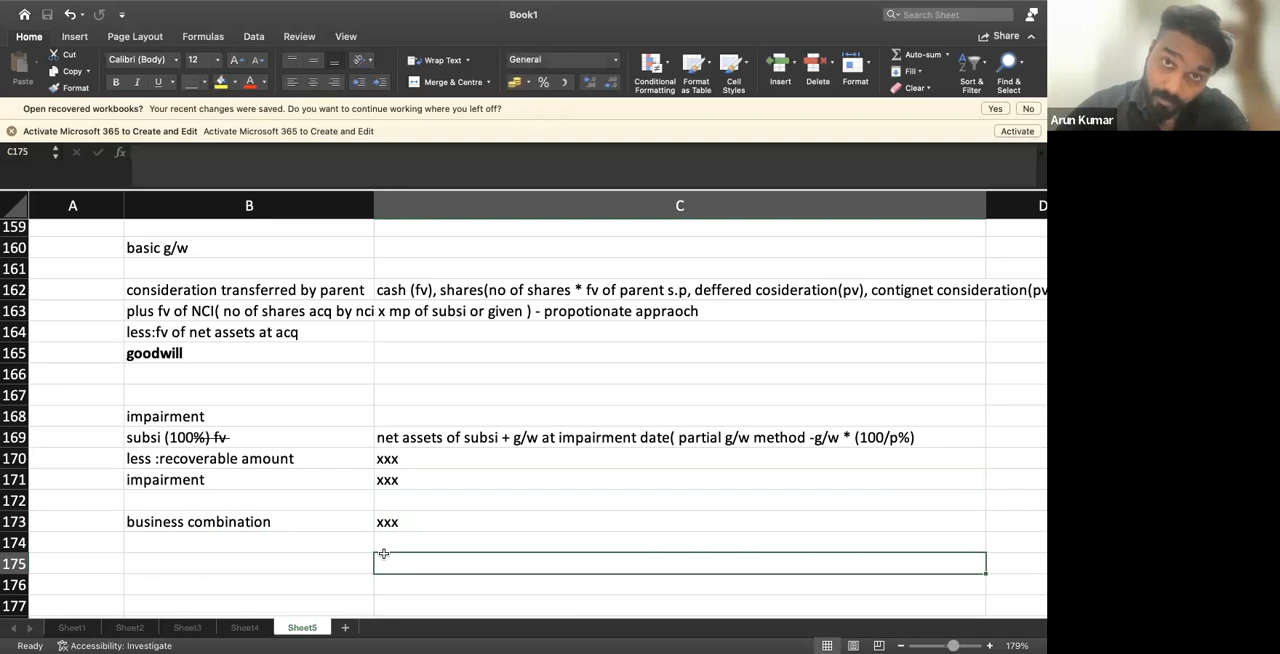 Book1
Search Sheet
Home Insert Page Layout Formulas Data Review View Share
Paste Cut Copy Format
Calibri (Body) 12 A A
B I U A
Wrap Text
Merge & Centre
General
%
Conditional Formatting
Format as Table
Cell Styles
Insert
Delete
Format
Auto-sum
Fill
Clear
Sort & Filter
Find & Select
Arun Kumar
Open recovered workbooks? Your recent changes were saved. Do you want to continue working where you left off? Yes No
Activate Microsoft 365 to Create and Edit Activate Microsoft 365 to Create and Edit Activate
C175 fx
A B C D
159
160 basic g/w
161
162 consideration transferred by parent cash (fv), shares(no of shares * fv of parent s.p, deffered cosideration(pv), contignet consideration(pv
163 plus fv of NCI( no of shares acq by nci x mp of subsi or given ) - propotionate appraoch
164 less:fv of net assets at acq
165 goodwill
166
167
168 impairment
169 subsi (100%) fv net assets of subsi + g/w at impairment date( partial g/w method -g/w * (100/p%)
170 less :recoverable amount xxx
171 impairment xxx
172
173 business combination xxx
174
175
176
177
Sheet1 Sheet2 Sheet3 Sheet4 Sheet5 +
Ready Accessibility: Investigate 179%